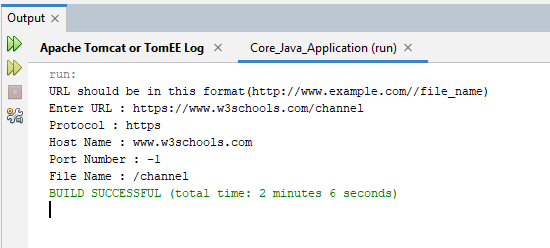 Output ×
Apache Tomcat or TomEE Log × Core_Java_Application (run) ×
run:
URL should be in this format(http://www.example.com//file_name)
Enter URL : https://www.w3schools.com/channel
Protocol : https
Host Name : www.w3schools.com
Port Number : -1
File Name : /channel
BUILD SUCCESSFUL (total time: 2 minutes 6 seconds)